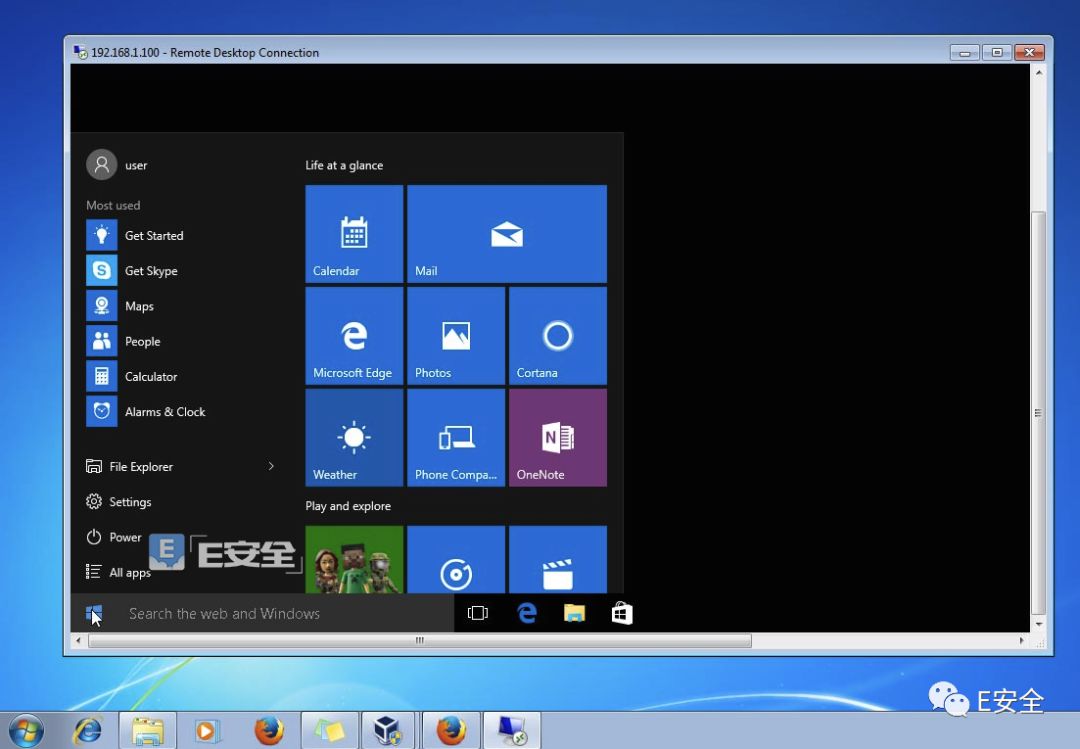 192.168.1.100 - Remote Desktop Connection
user
Most used
Get Started
Get Skype
Maps
People
Calculator
Alarms & Clock
File Explorer
Settings
Power
All apps
Life at a glance
Calendar
Mail
Microsoft Edge
Photos
Cortana
Weather
Phone Compa...
OneNote
Play and explore
E安全
Search the web and Windows
E安全